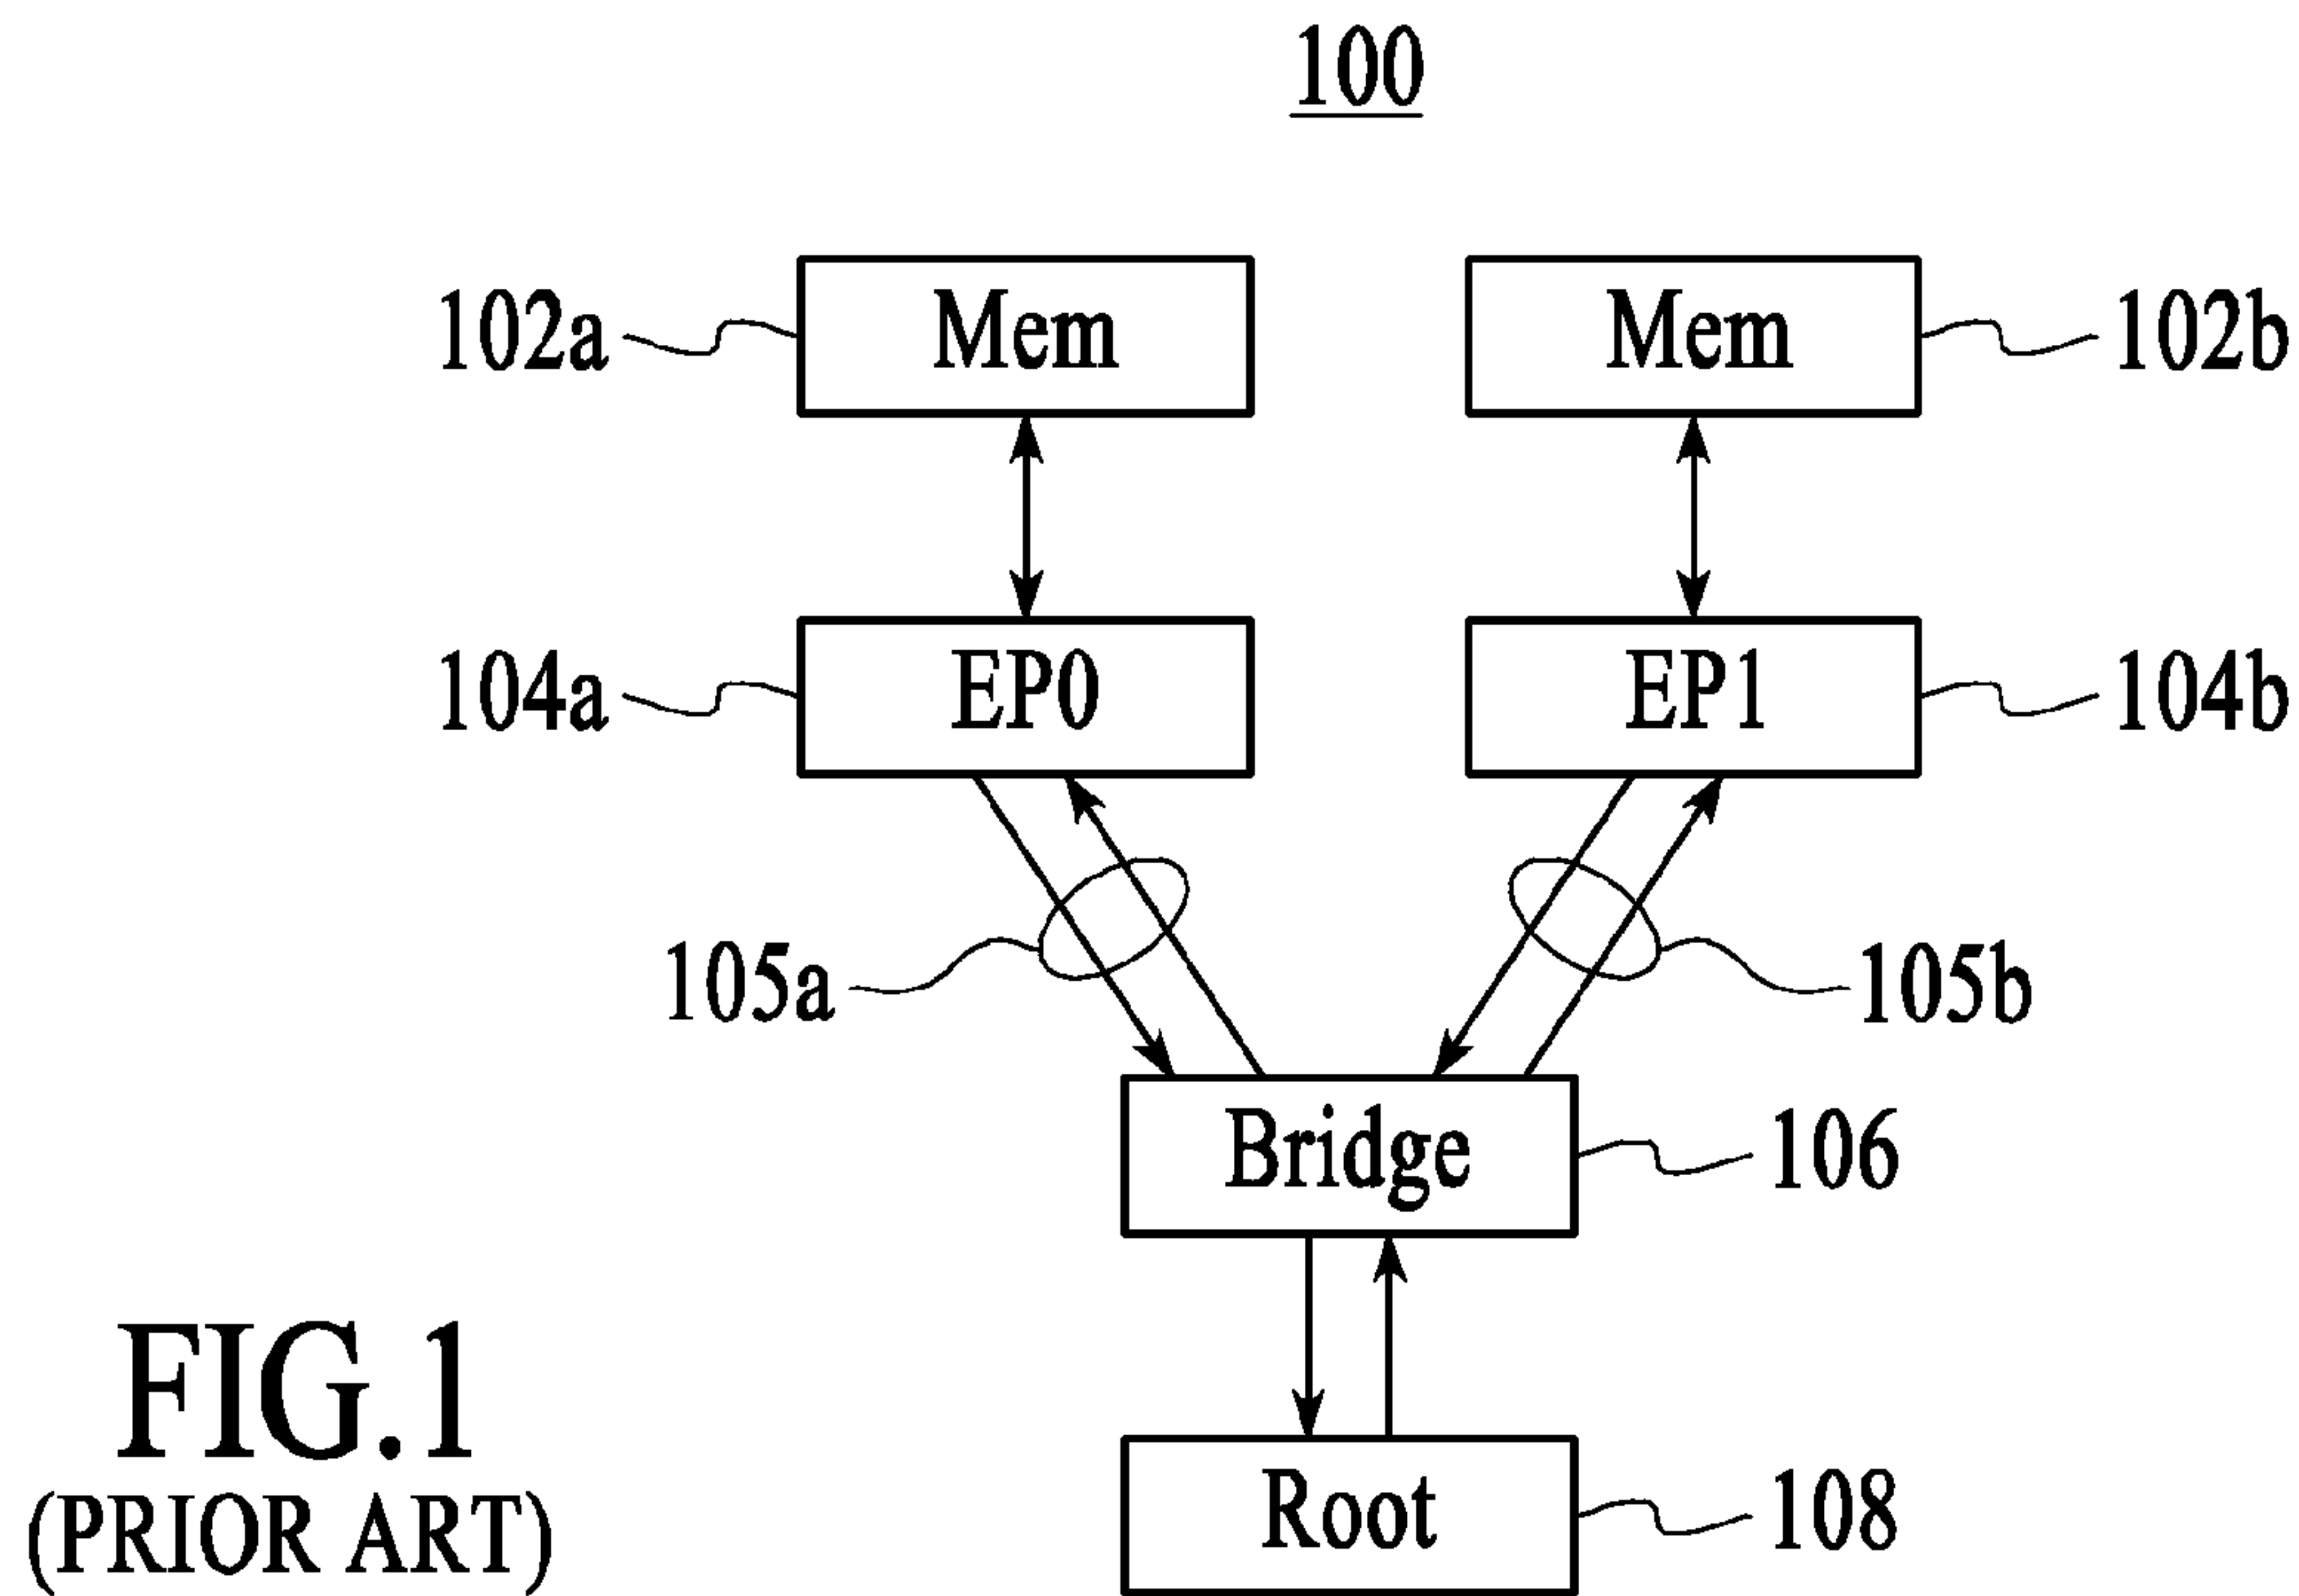 100
102a Mem Mem 102b
104a EP0 EP1 104b
105a 105b
Bridge 106
Root 108
FIG.1
(PRIOR ART)